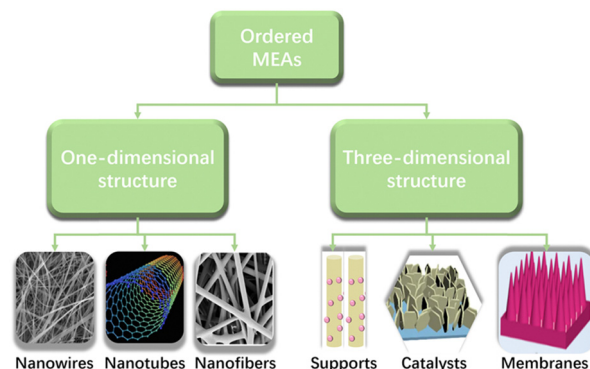 Ordered
MEAs
One-dimensional
structure
Three-dimensional
structure
Nanowires
Nanotubes
Nanofibers
Supports
Catalysts
Membranes